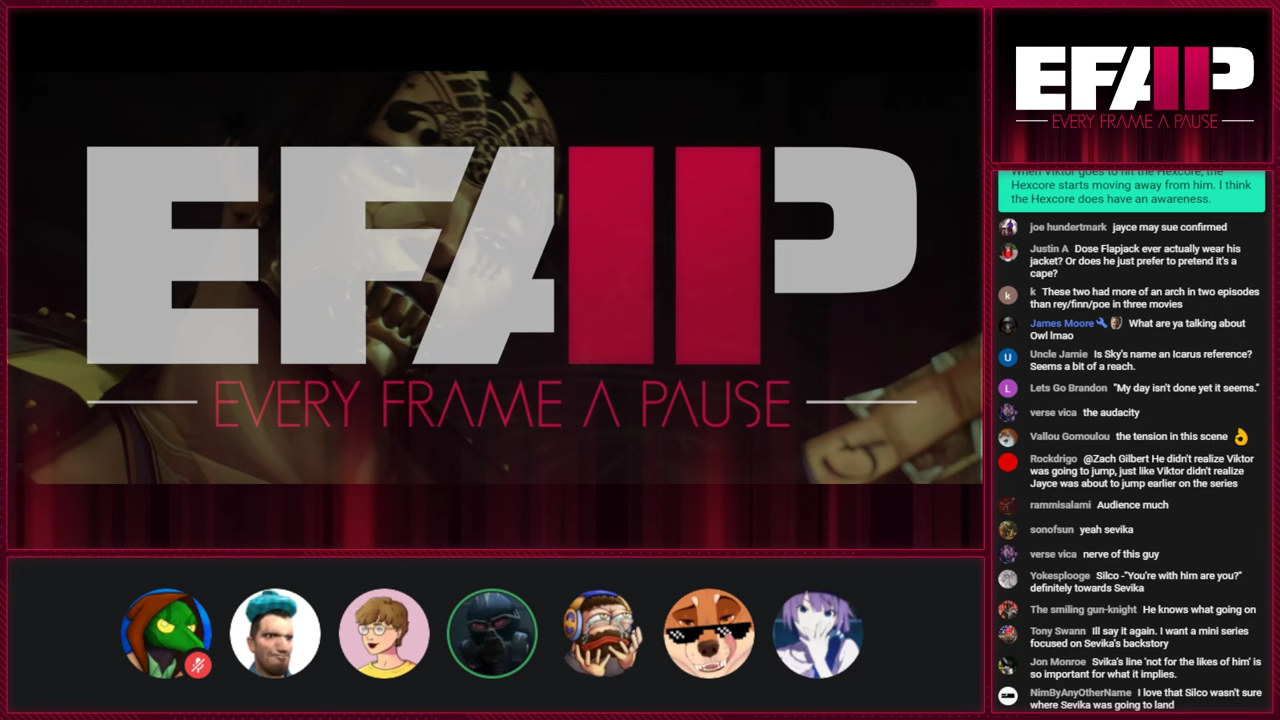 EFAP
EVERY FRAME A PAUSE
EFAP
EVERY FRAME A PAUSE
When Viktor goes to hit the Hexcore, the
Hexcore starts moving away from him. I think
the Hexcore does have an awareness.
joe hundertmark jayce may sue confirmed
Justin A Dose Flapjack ever actually wear his
jacket? Or does he just prefer to pretend it's a
cape?
k These two had more of an arch in two episodes
than rey/finn/poe in three movies
James Moore What are ya talking about
Owl lmao
Uncle Jamie Is Sky's name an Icarus reference?
Seems a bit of a reach.
Lets Go Brandon "My day isn't done yet it seems."
verse vica the audacity
Vallou Gomoulou the tension in this scene 👌
Rockdrigo @Zach Gilbert He didn't realize Viktor
was going to jump, just like Viktor didn't realize
Jayce was about to jump earlier on the series
rammisalami Audience much
sonofsun yeah sevika
verse vica nerve of this guy
Yokesplooge Silco -"You're with him are you?"
definitely towards Sevika
The smiling gun-knight He knows what going on
Tony Swann Ill say it again. I want a mini series
focused on Sevika's backstory
Jon Monroe Svika's line 'not for the likes of him' is
so important for what it implies.
NimByAnyOtherName I love that Silco wasn't sure
where Sevika was going to land
k
U
L